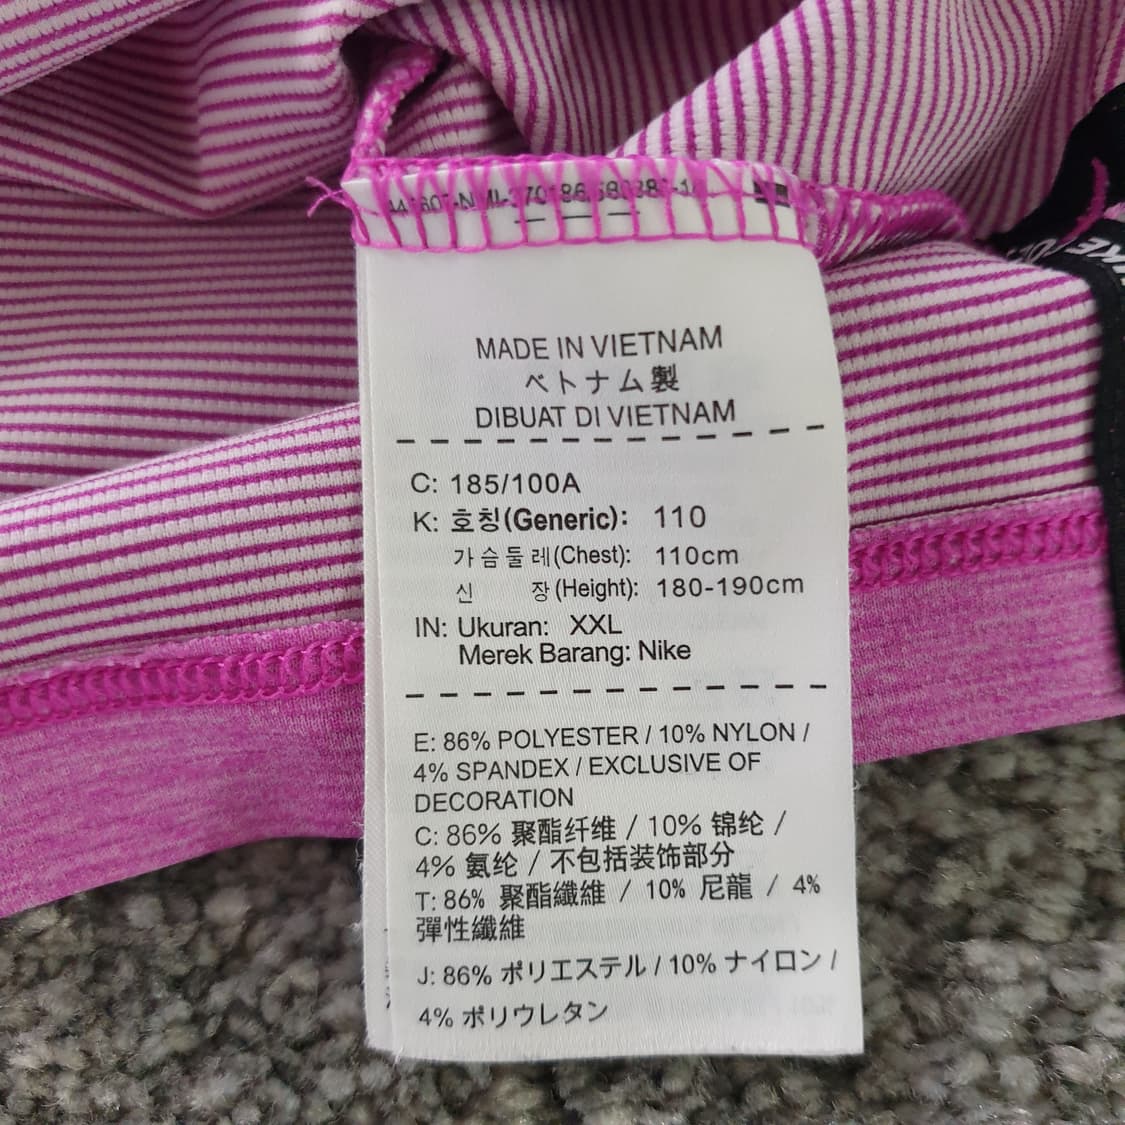 MADE IN VIETNAM
ベトナム製
DIBUAT DI VIETNAM
C: 185/100A
K: 호칭(Generic): 110
가슴둘레(Chest): 110cm
신 장(Height): 180-190cm
IN: Ukuran: XXL
Merek Barang: Nike
E: 86% POLYESTER / 10% NYLON /
4% SPANDEX / EXCLUSIVE OF
DECORATION
C: 86% 聚酯纤维 / 10% 锦纶 /
4% 氨纶 / 不包括装饰部分
T: 86% 聚酯纖維 / 10% 尼龍 / 4%
彈性纖維
J: 86% ポリエステル / 10% ナイロン /
4% ポリウレタン